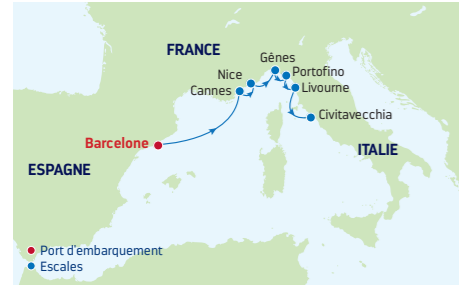 FRANCE
Gênes
Nice
Portofino
Cannes
Livourne
Civitavecchia
Barcelone
ITALIE
ESPAGNE
Port d'embarquement
Escales